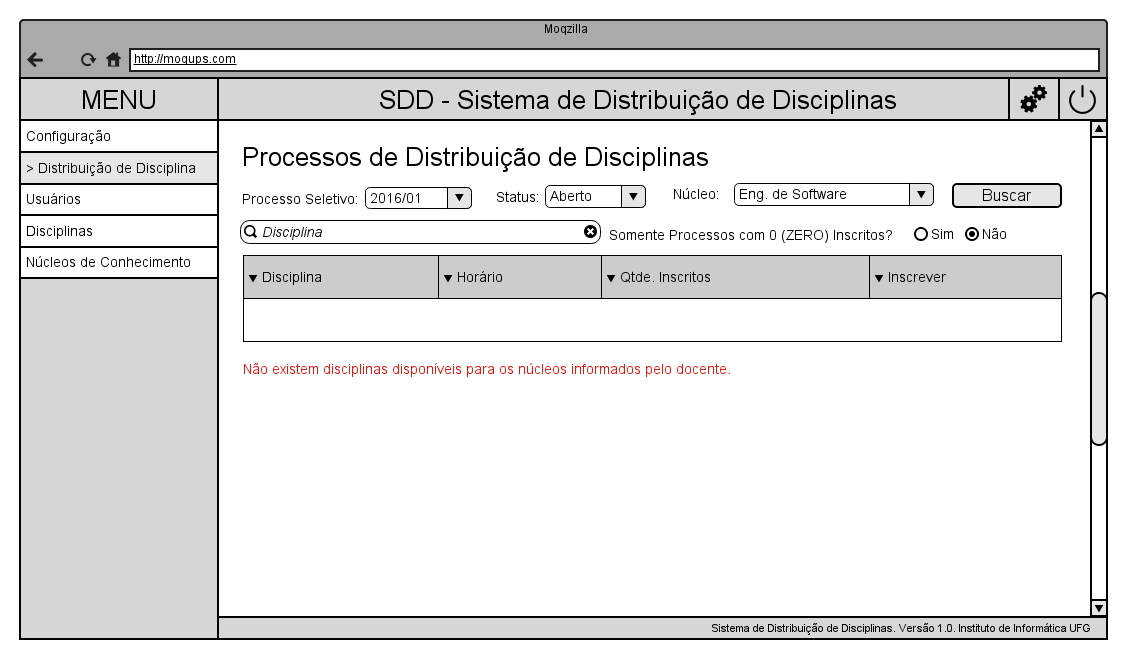 Moqzilla
http://moqups.com
MENU
SDD - Sistema de Distribuição de Disciplinas
Configuração
> Distribuição de Disciplina
Usuários
Disciplinas
Núcleos de Conhecimento
Processos de Distribuição de Disciplinas
Processo Seletivo: 2016/01 Status: Aberto Núcleo: Eng. de Software Buscar
Disciplina Somente Processos com 0 (ZERO) Inscritos? Sim Não
Disciplina Horário Qtde. Inscritos Inscrever
Não existem disciplinas disponíveis para os núcleos informados pelo docente.
Sistema de Distribuição de Disciplinas. Versão 1.0. Instituto de Informática UFG